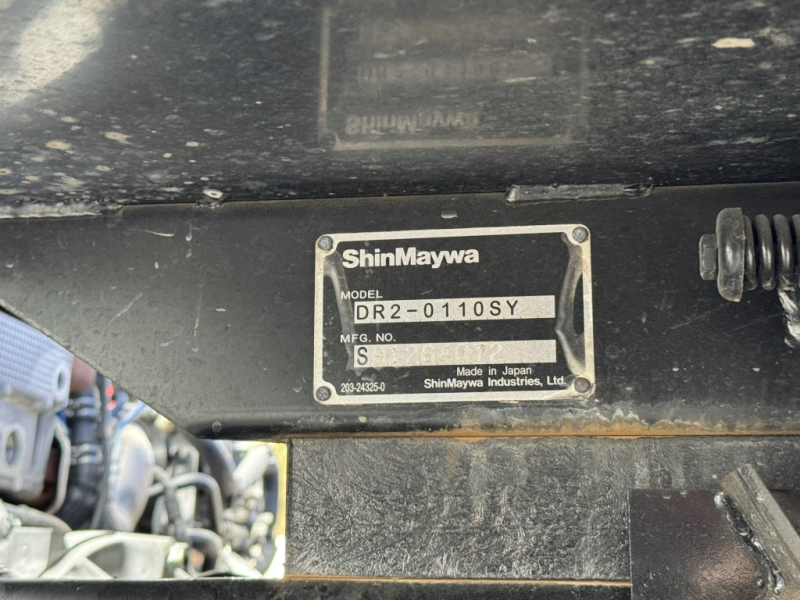 ShinMaywa
MODEL
DR2-0110SY
MFG. NO.
Made in Japan
203-24325-0 ShinMaywa Industries, Ltd.